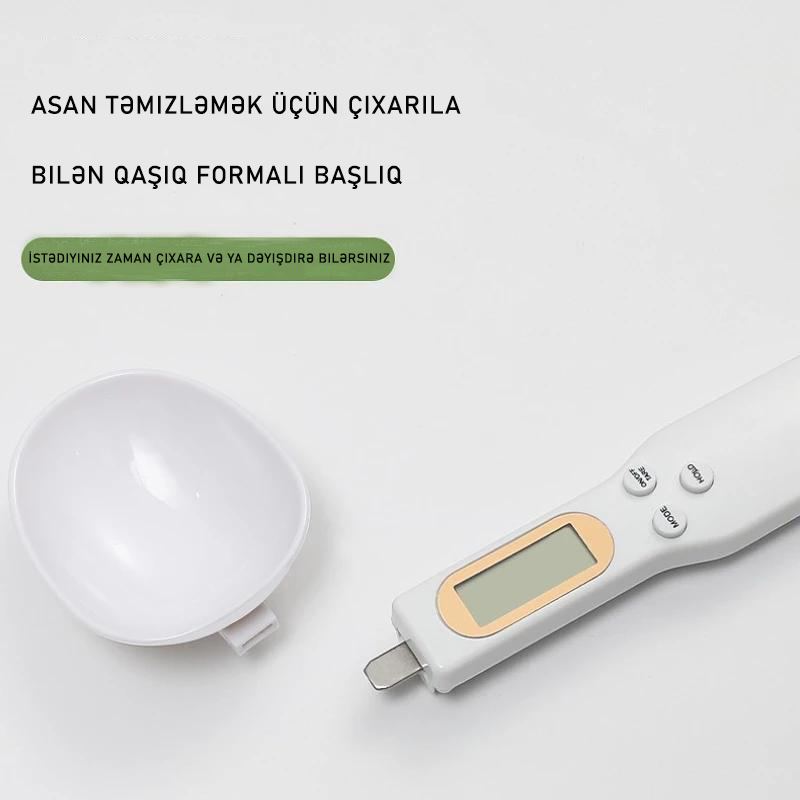 ASAN TƏMIZLƏMƏK ÜÇÜN ÇIXARILA
BILƏN QAŞIQ FORMALI BAŞLIQ
İSTƏDIYINIZ ZAMAN ÇIXARA VƏ YA DƏYIŞDIRƏ BILƏRSINIZ
ON/OFF
TARE
HOLD
MODE